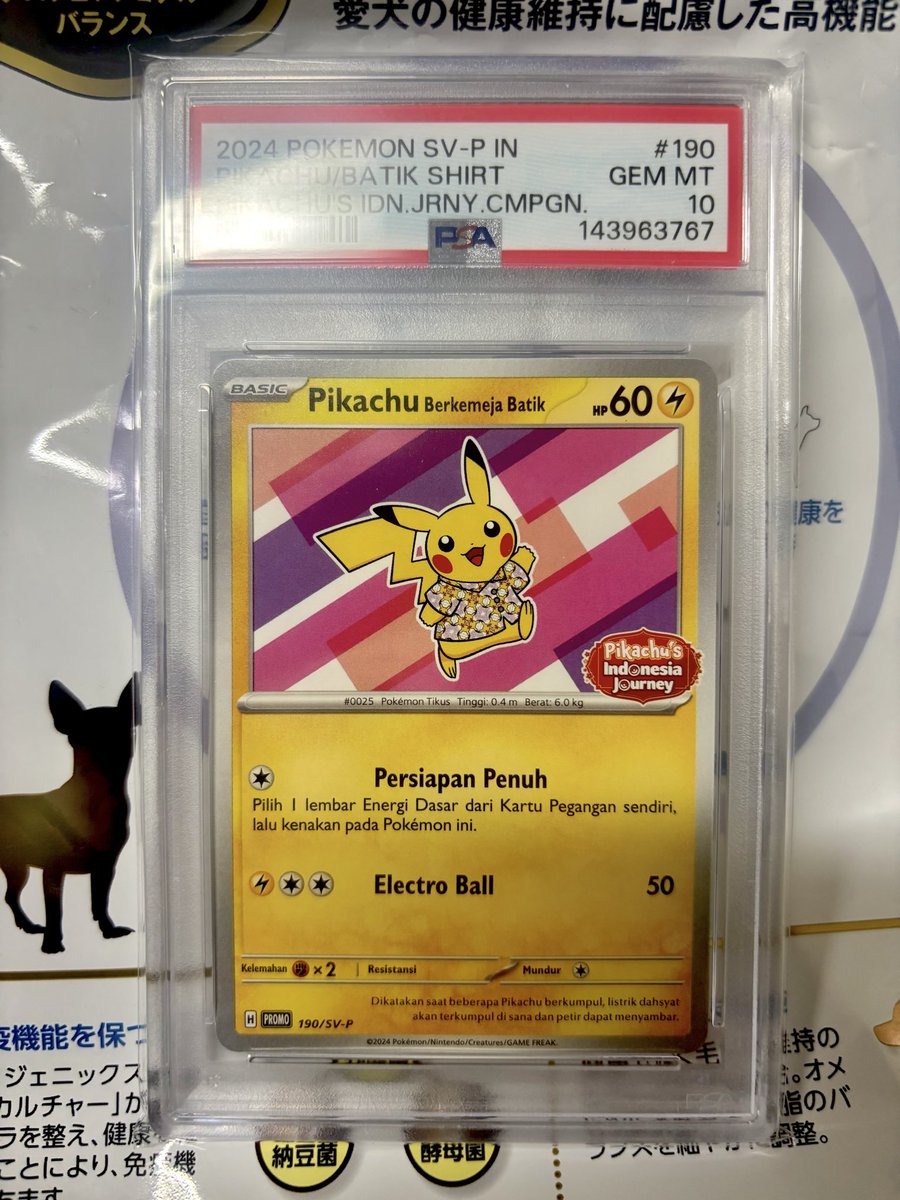 バランス
愛犬の健康維持に配慮した高機能
2024 POKEMON SV-P IN #190
PIKACHU/BATIK SHIRT GEM MT
PIKACHU'S IDN.JRNY.CMPGN. 10
PSA 143963767
BASIC Pikachu Berkemeja Batik HP 60
Pikachu's
Indonesia
Journey
#0025 Pokémon Tikus Tinggi: 0.4 m Berat: 6.0 kg
Persiapan Penuh
Pilih 1 lembar Energi Dasar dari Kartu Pegangan sendiri,
lalu kenakan pada Pokémon ini.
Electro Ball 50
Kelemahan ×2 Resistansi Mundur
Dikatakan saat beberapa Pikachu berkumpul, listrik dahsyat
akan terkumpul di sana dan petir dapat menyambar.
H PROMO 190/SV-P
©2024 Pokémon/Nintendo/Creatures/GAME FREAK.
健康を
機能を保つ
ジェニックス
カルチャー」が
ラを整え、健康
ことにより、免疫機
きます
納豆菌
酵母菌
維持の
。オメ
脂のバ
ランスを細やかに調整。